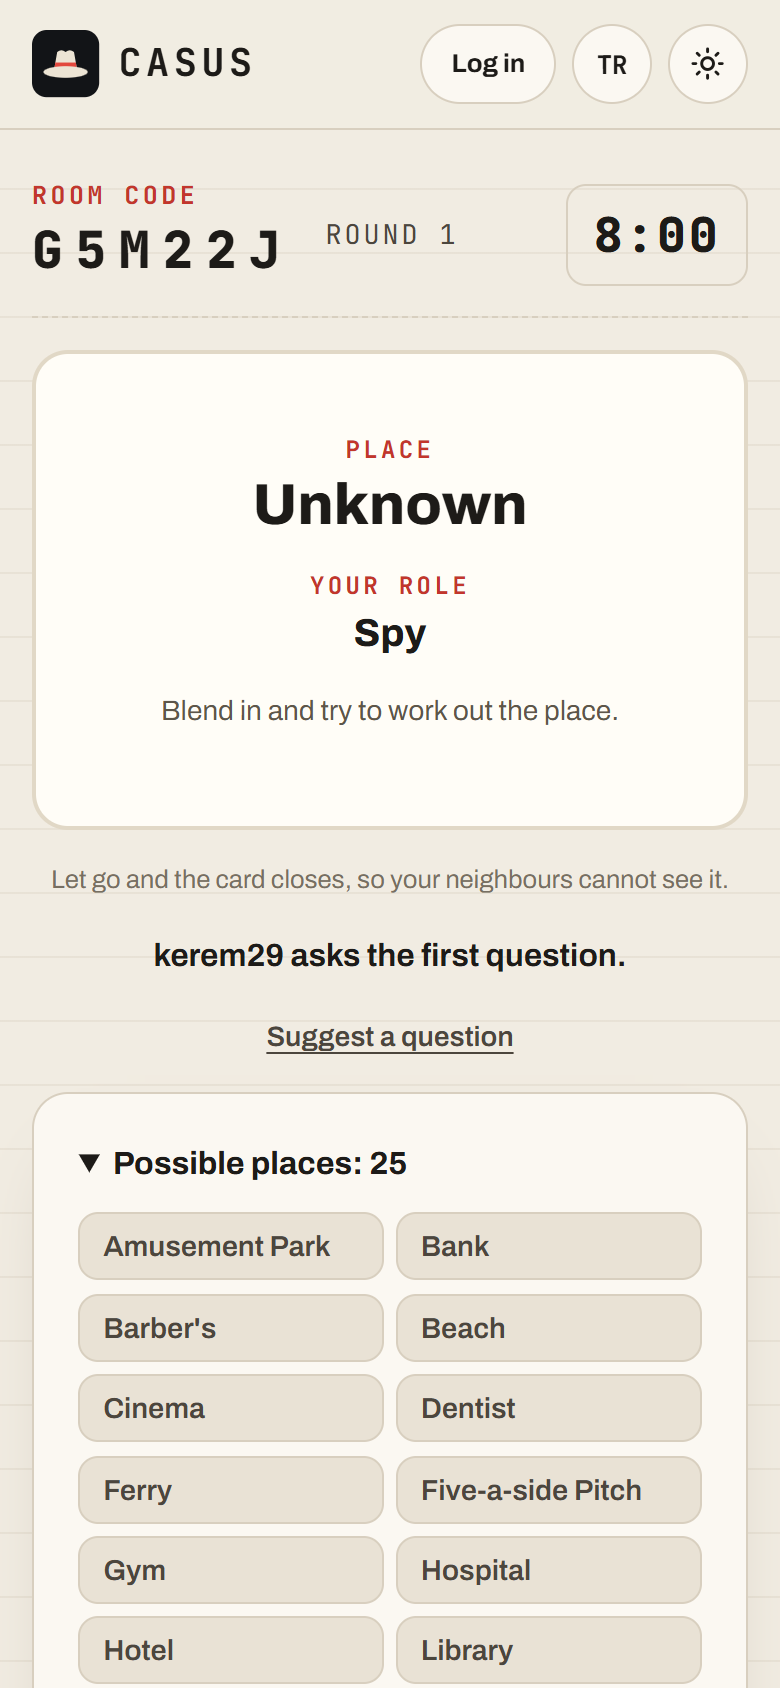 CASUS
Log in
TR
ROOM CODE
G5M22J
ROUND 1
8:00
PLACE
Unknown
YOUR ROLE
Spy
Blend in and try to work out the place.
Let go and the card closes, so your neighbours cannot see it.
kerem29 asks the first question.
Suggest a question
▼ Possible places: 25
Amusement Park
Bank
Barber's
Beach
Cinema
Dentist
Ferry
Five-a-side Pitch
Gym
Hospital
Hotel
Library